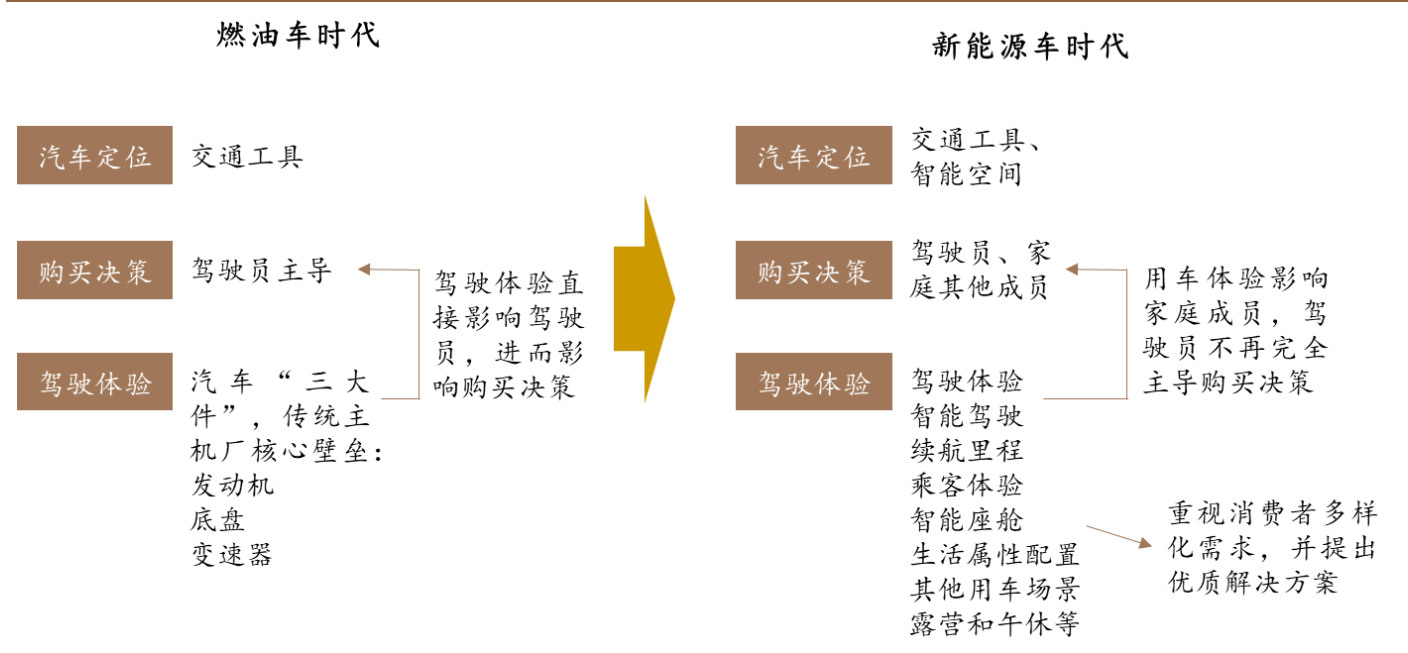 燃油车时代
汽车定位
交通工具
购买决策
驾驶员主导
驾驶体验直
接影响驾驶
员，进而影
响购买决策
驾驶体验
汽车“三大
件”，传统主
机厂核心壁垒：
发动机
底盘
变速器
新能源车时代
汽车定位
交通工具、
智能空间
购买决策
驾驶员、家
庭其他成员
用车体验影响
家庭成员，驾
驶员不再完全
主导购买决策
驾驶体验
驾驶体验
智能驾驶
续航里程
乘客体验
智能座舱
生活属性配置
其他用车场景
露营和午休等
重视消费者多样
化需求，并提出
优质解决方案